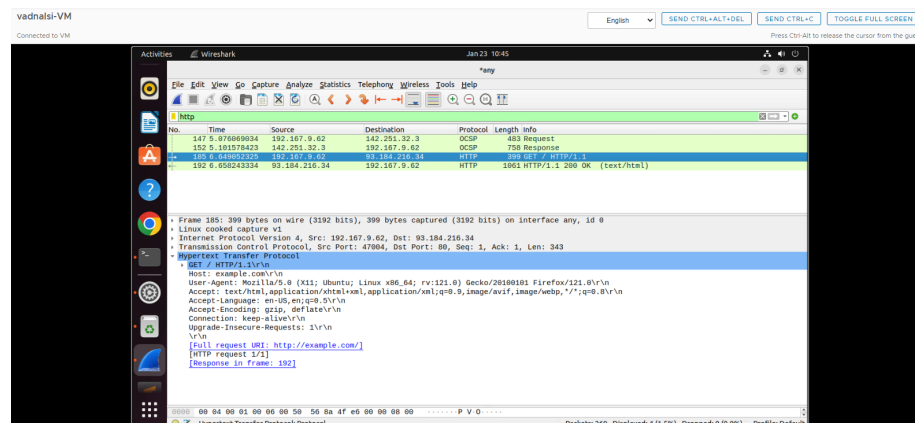 vadnalsi-VM
English
SEND CTRL+ALT+DEL
SEND CTRL+C
TOGGLE FULL SCREEN
Connected to VM
Press Ctrl-Alt to release the cursor from the gue
Activities
Wireshark
Jan 23 10:45
*any
File Edit View Go Capture Analyze Statistics Telephony Wireless Tools Help
http
No. Time Source Destination Protocol Length Info
147 5.076069034 192.167.9.62 142.251.32.3 OCSP 483 Request
152 5.101578423 142.251.32.3 192.167.9.62 OCSP 758 Response
185 6.649052325 192.167.9.62 93.184.216.34 HTTP 399 GET / HTTP/1.1
192 6.658243334 93.184.216.34 192.167.9.62 HTTP 1061 HTTP/1.1 200 OK (text/html)
Frame 185: 399 bytes on wire (3192 bits), 399 bytes captured (3192 bits) on interface any, id 0
Linux cooked capture v1
Internet Protocol Version 4, Src: 192.167.9.62, Dst: 93.184.216.34
Transmission Control Protocol, Src Port: 47004, Dst Port: 80, Seq: 1, Ack: 1, Len: 343
Hypertext Transfer Protocol
GET / HTTP/1.1\r\n
Host: example.com\r\n
User-Agent: Mozilla/5.0 (X11; Ubuntu; Linux x86_64; rv:121.0) Gecko/20100101 Firefox/121.0\r\n
Accept: text/html,application/xhtml+xml,application/xml;q=0.9,image/avif,image/webp,*/*;q=0.8\r\n
Accept-Language: en-US,en;q=0.5\r\n
Accept-Encoding: gzip, deflate\r\n
Connection: keep-alive\r\n
Upgrade-Insecure-Requests: 1\r\n
\r\n
[Full request URI: http://example.com/]
[HTTP request 1/1]
[Response in frame: 192]
0000 00 04 00 01 00 06 00 50 56 8a 4f e6 00 00 08 00 ·······P V·O·····